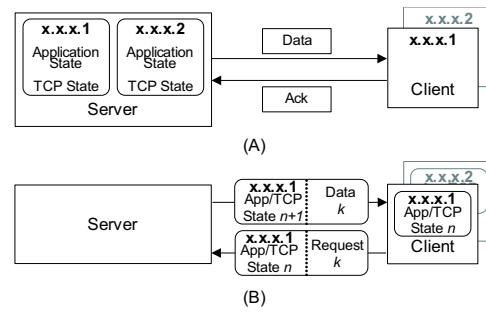 x.x.x.1
Application
State
TCP State
x.x.x.2
Application
State
TCP State
Server
Data
Ack
x.x.x.2
x.x.x.1
Client
(A)
Server
x.x.x.1
App/TCP
State n+1
Data
k
x.x.x.1
App/TCP
State n
Request
k
x.x.x.2
x.x.x.1
App/TCP
State n
Client
(B)